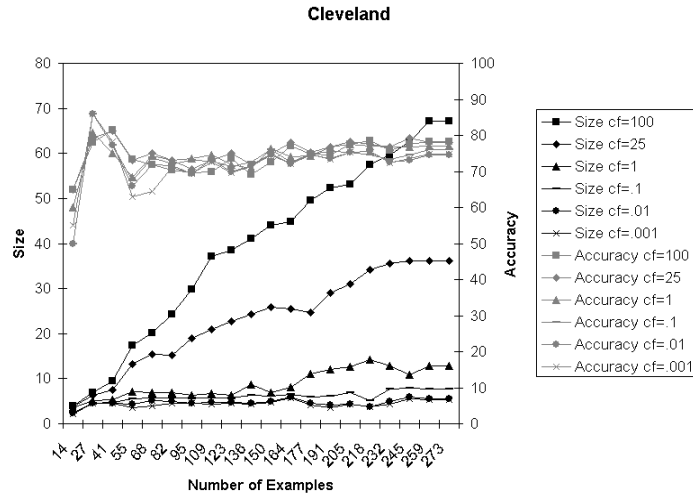 Cleveland
80
70
60
50
40
30
20
10
0
Size
100
90
80
70
60
50
40
30
20
10
0
Accuracy
14
27
41
55
68
82
95
109
123
136
150
164
177
191
205
218
232
245
259
273
Number of Examples
Size cf=100
Size cf=25
Size cf=1
Size cf=.1
Size cf=.01
Size cf=.001
Accuracy cf=100
Accuracy cf=25
Accuracy cf=1
Accuracy cf=.1
Accuracy cf=.01
Accuracy cf=.001